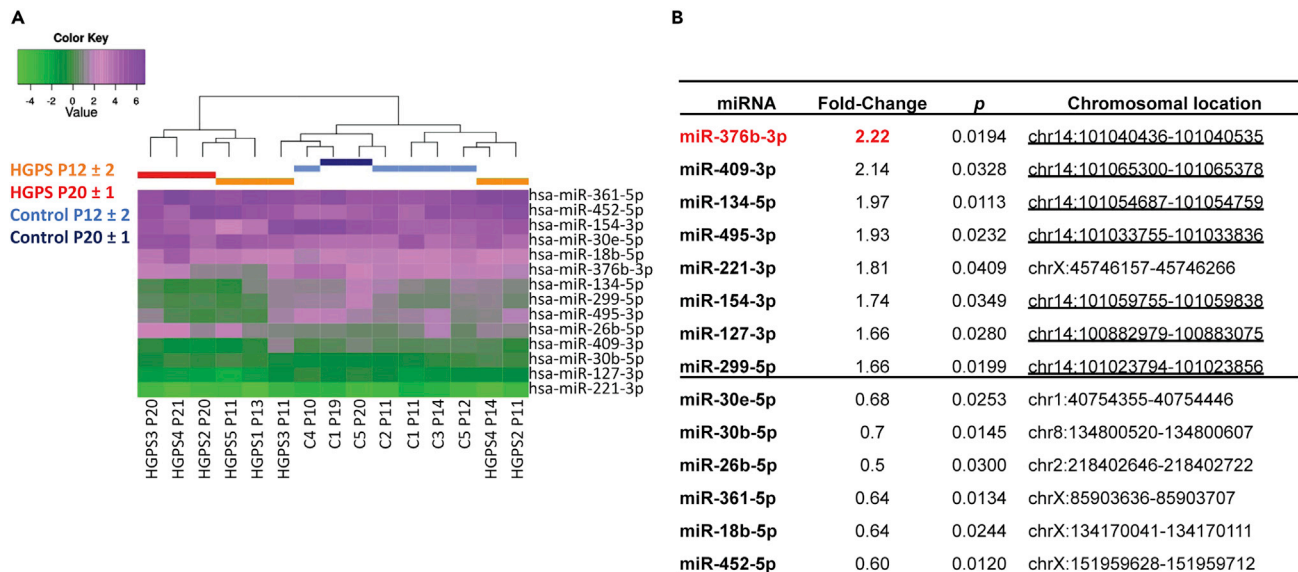 A
Color Key
-4 -2 0 2 4 6
Value
HGPS P12 ± 2
HGPS P20 ± 1
Control P12 ± 2
Control P20 ± 1
hsa-miR-361-5p
hsa-miR-452-5p
hsa-miR-154-3p
hsa-miR-30e-5p
hsa-miR-18b-5p
hsa-miR-376b-3p
hsa-miR-134-5p
hsa-miR-299-5p
hsa-miR-495-3p
hsa-miR-26b-5p
hsa-miR-409-3p
hsa-miR-30b-5p
hsa-miR-127-3p
hsa-miR-221-3p
HGPS3 P20
HGPS4 P21
HGPS2 P20
HGPS5 P11
HGPS1 P13
HGPS3 P11
C4 P10
C1 P19
C5 P20
C2 P11
C1 P11
C3 P14
C5 P12
HGPS4 P14
HGPS2 P11
B
miRNA Fold-Change p Chromosomal location
miR-376b-3p 2.22 0.0194 chr14:101040436-101040535
miR-409-3p 2.14 0.0328 chr14:101065300-101065378
miR-134-5p 1.97 0.0113 chr14:101054687-101054759
miR-495-3p 1.93 0.0232 chr14:101033755-101033836
miR-221-3p 1.81 0.0409 chrX:45746157-45746266
miR-154-3p 1.74 0.0349 chr14:101059755-101059838
miR-127-3p 1.66 0.0280 chr14:100882979-100883075
miR-299-5p 1.66 0.0199 chr14:101023794-101023856
miR-30e-5p 0.68 0.0253 chr1:40754355-40754446
miR-30b-5p 0.7 0.0145 chr8:134800520-134800607
miR-26b-5p 0.5 0.0300 chr2:218402646-218402722
miR-361-5p 0.64 0.0134 chrX:85903636-85903707
miR-18b-5p 0.64 0.0244 chrX:134170041-134170111
miR-452-5p 0.60 0.0120 chrX:151959628-151959712